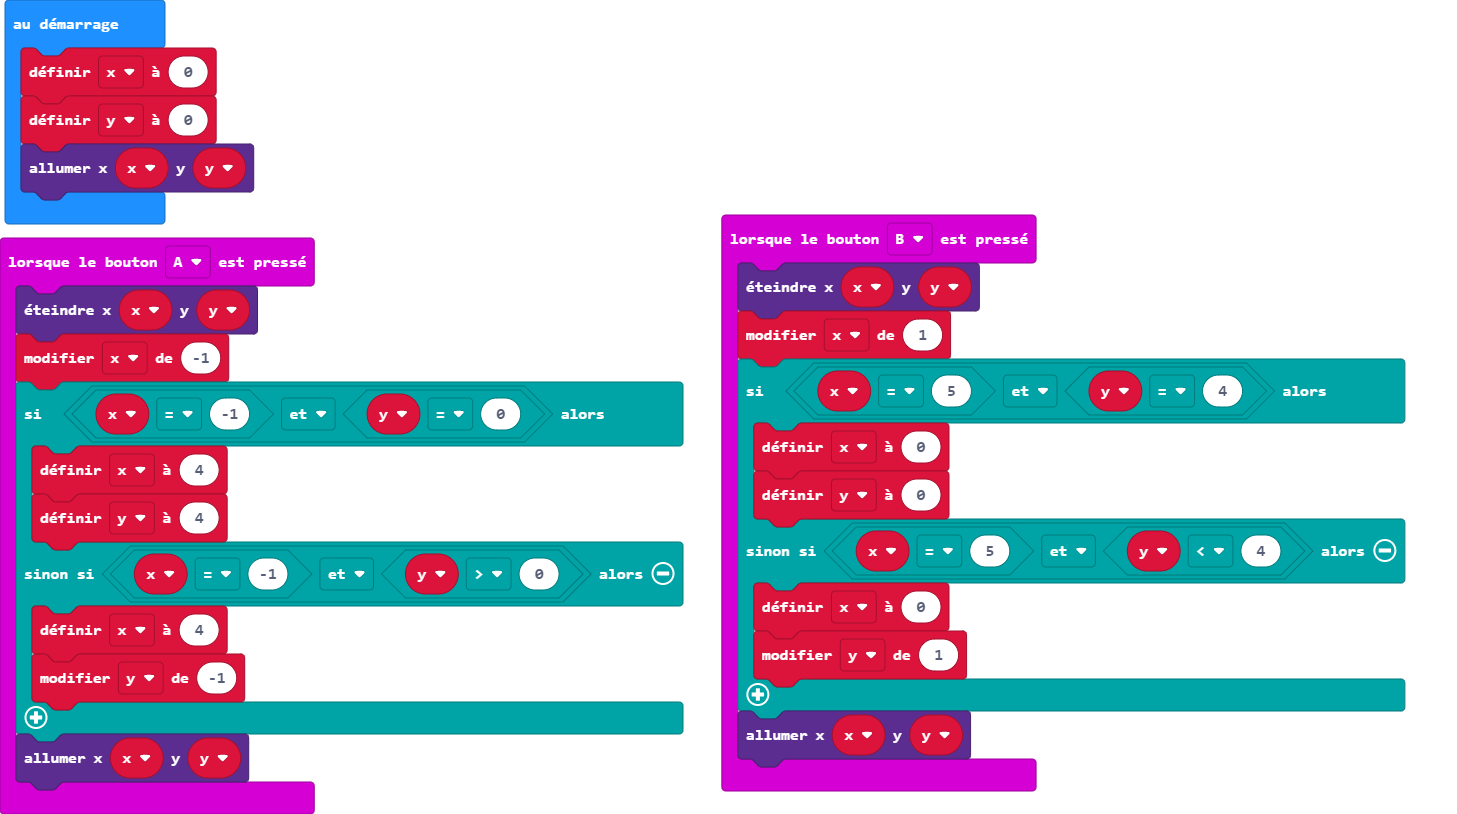 au démarrage
définir x à 0
définir y à 0
allumer x x y y
lorsque le bouton A est pressé
éteindre x x y y
modifier x de -1
si x = -1 et y = 0 alors
définir x à 4
définir y à 4
sinon si x = -1 et y > 0 alors
définir x à 4
modifier y de -1
allumer x x y y
lorsque le bouton B est pressé
éteindre x x y y
modifier x de 1
si x = 5 et y = 4 alors
définir x à 0
définir y à 0
sinon si x = 5 et y < 4 alors
définir x à 0
modifier y de 1
allumer x x y y